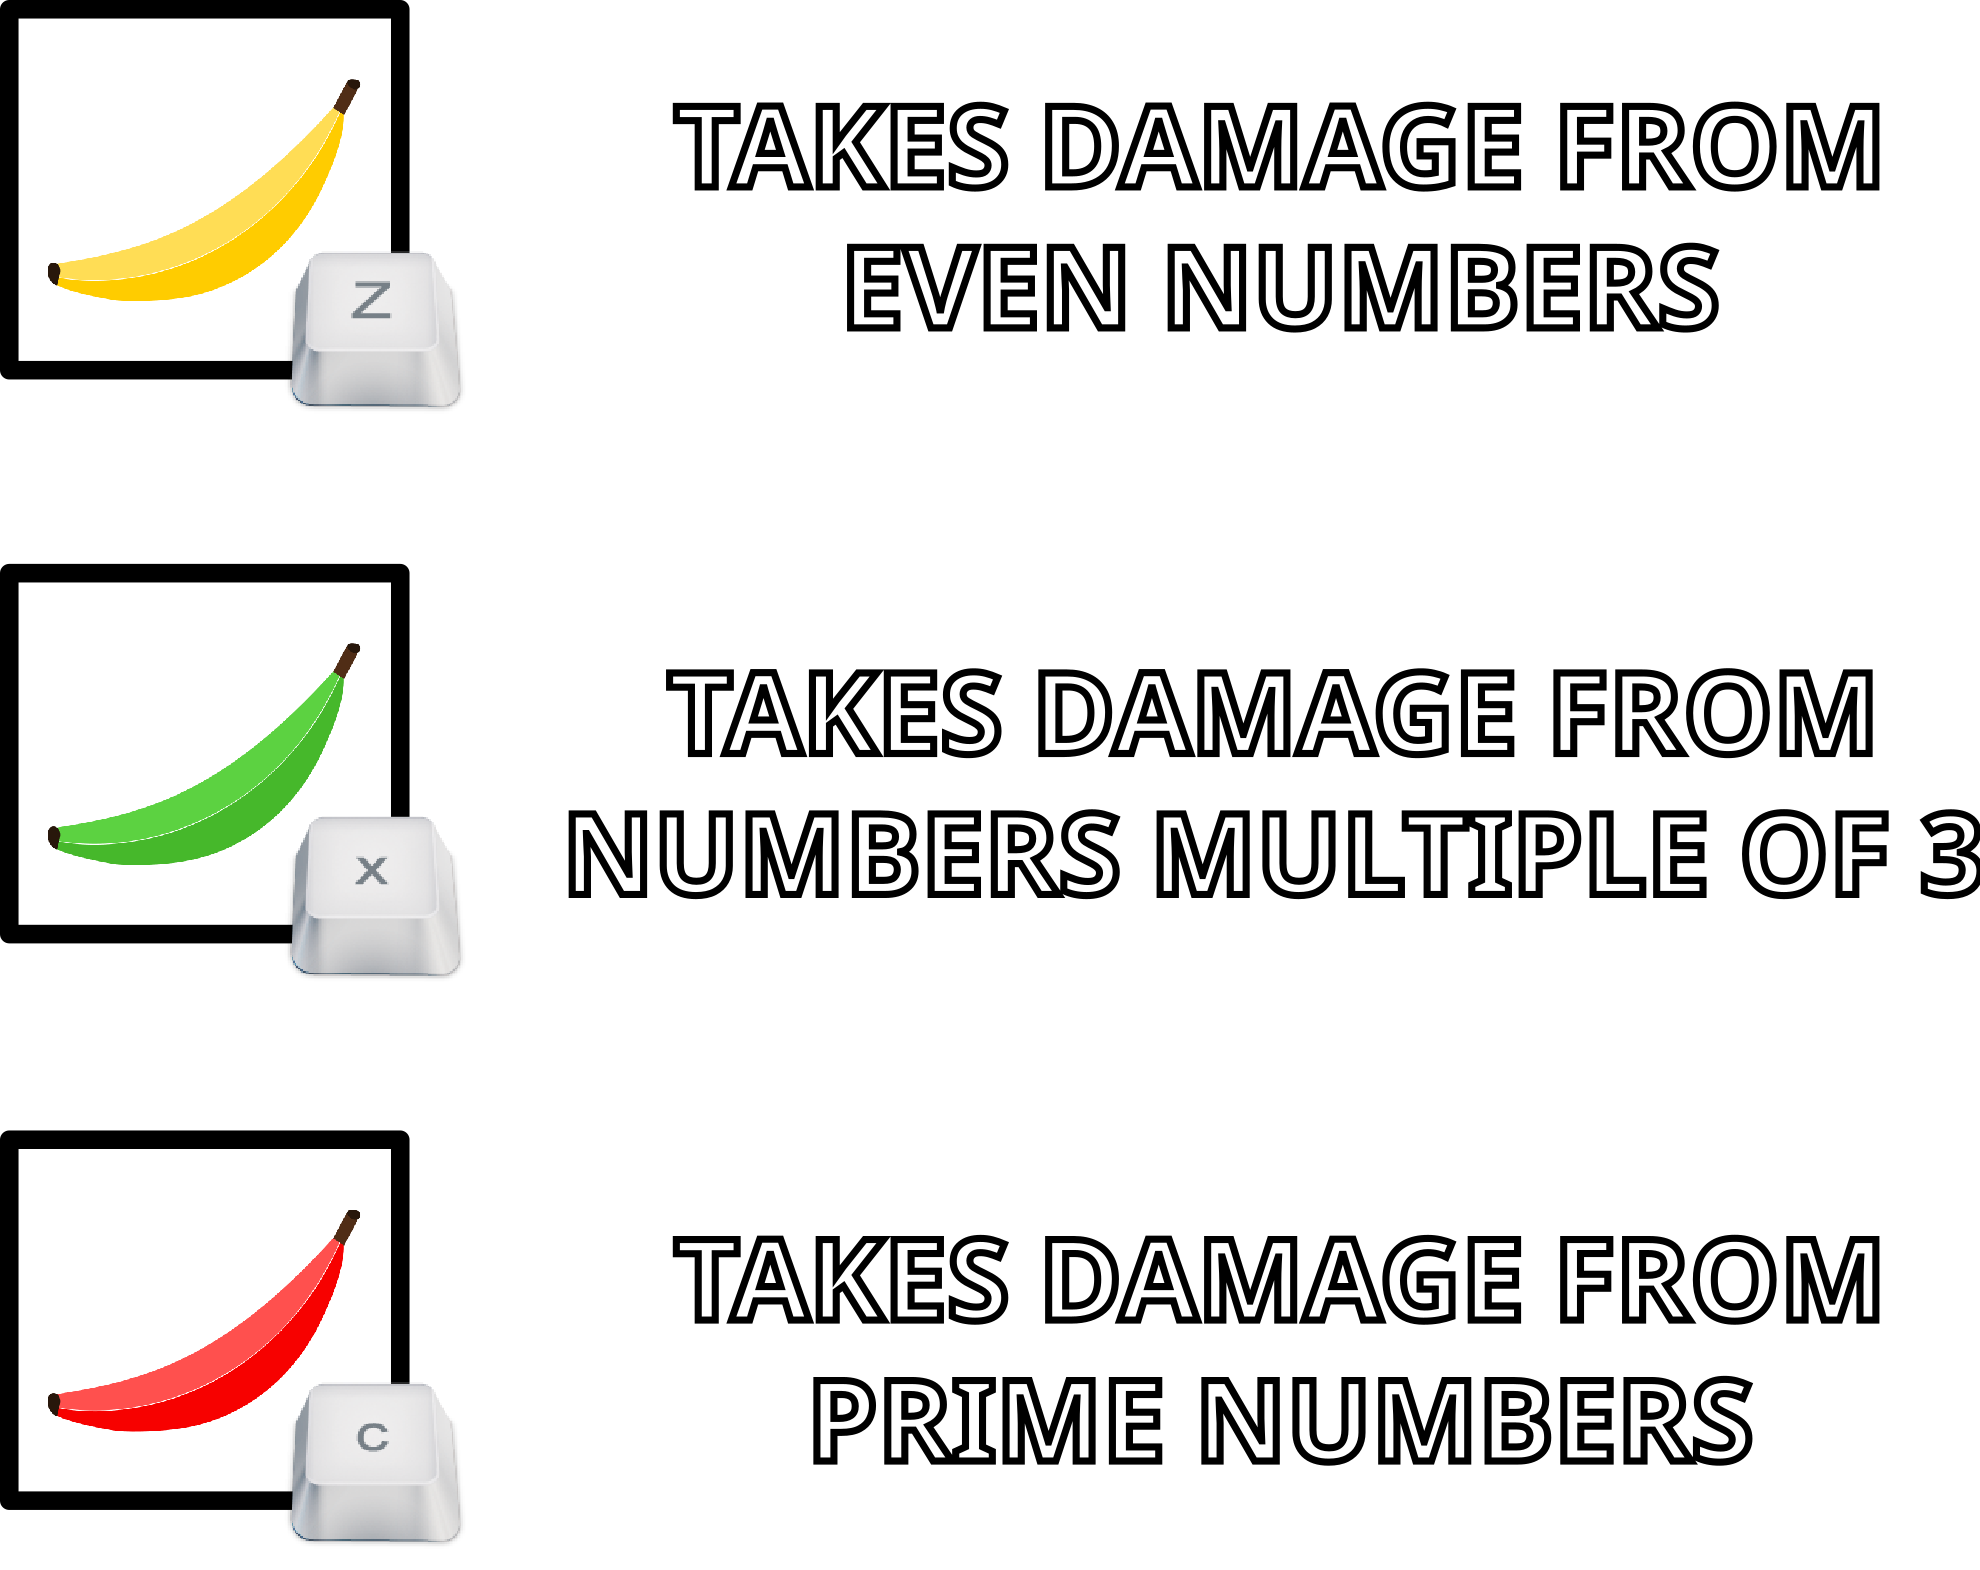 TAKES DAMAGE FROM
EVEN NUMBERS
Z
TAKES DAMAGE FROM
NUMBERS MULTIPLE OF 3
X
TAKES DAMAGE FROM
PRIME NUMBERS
C